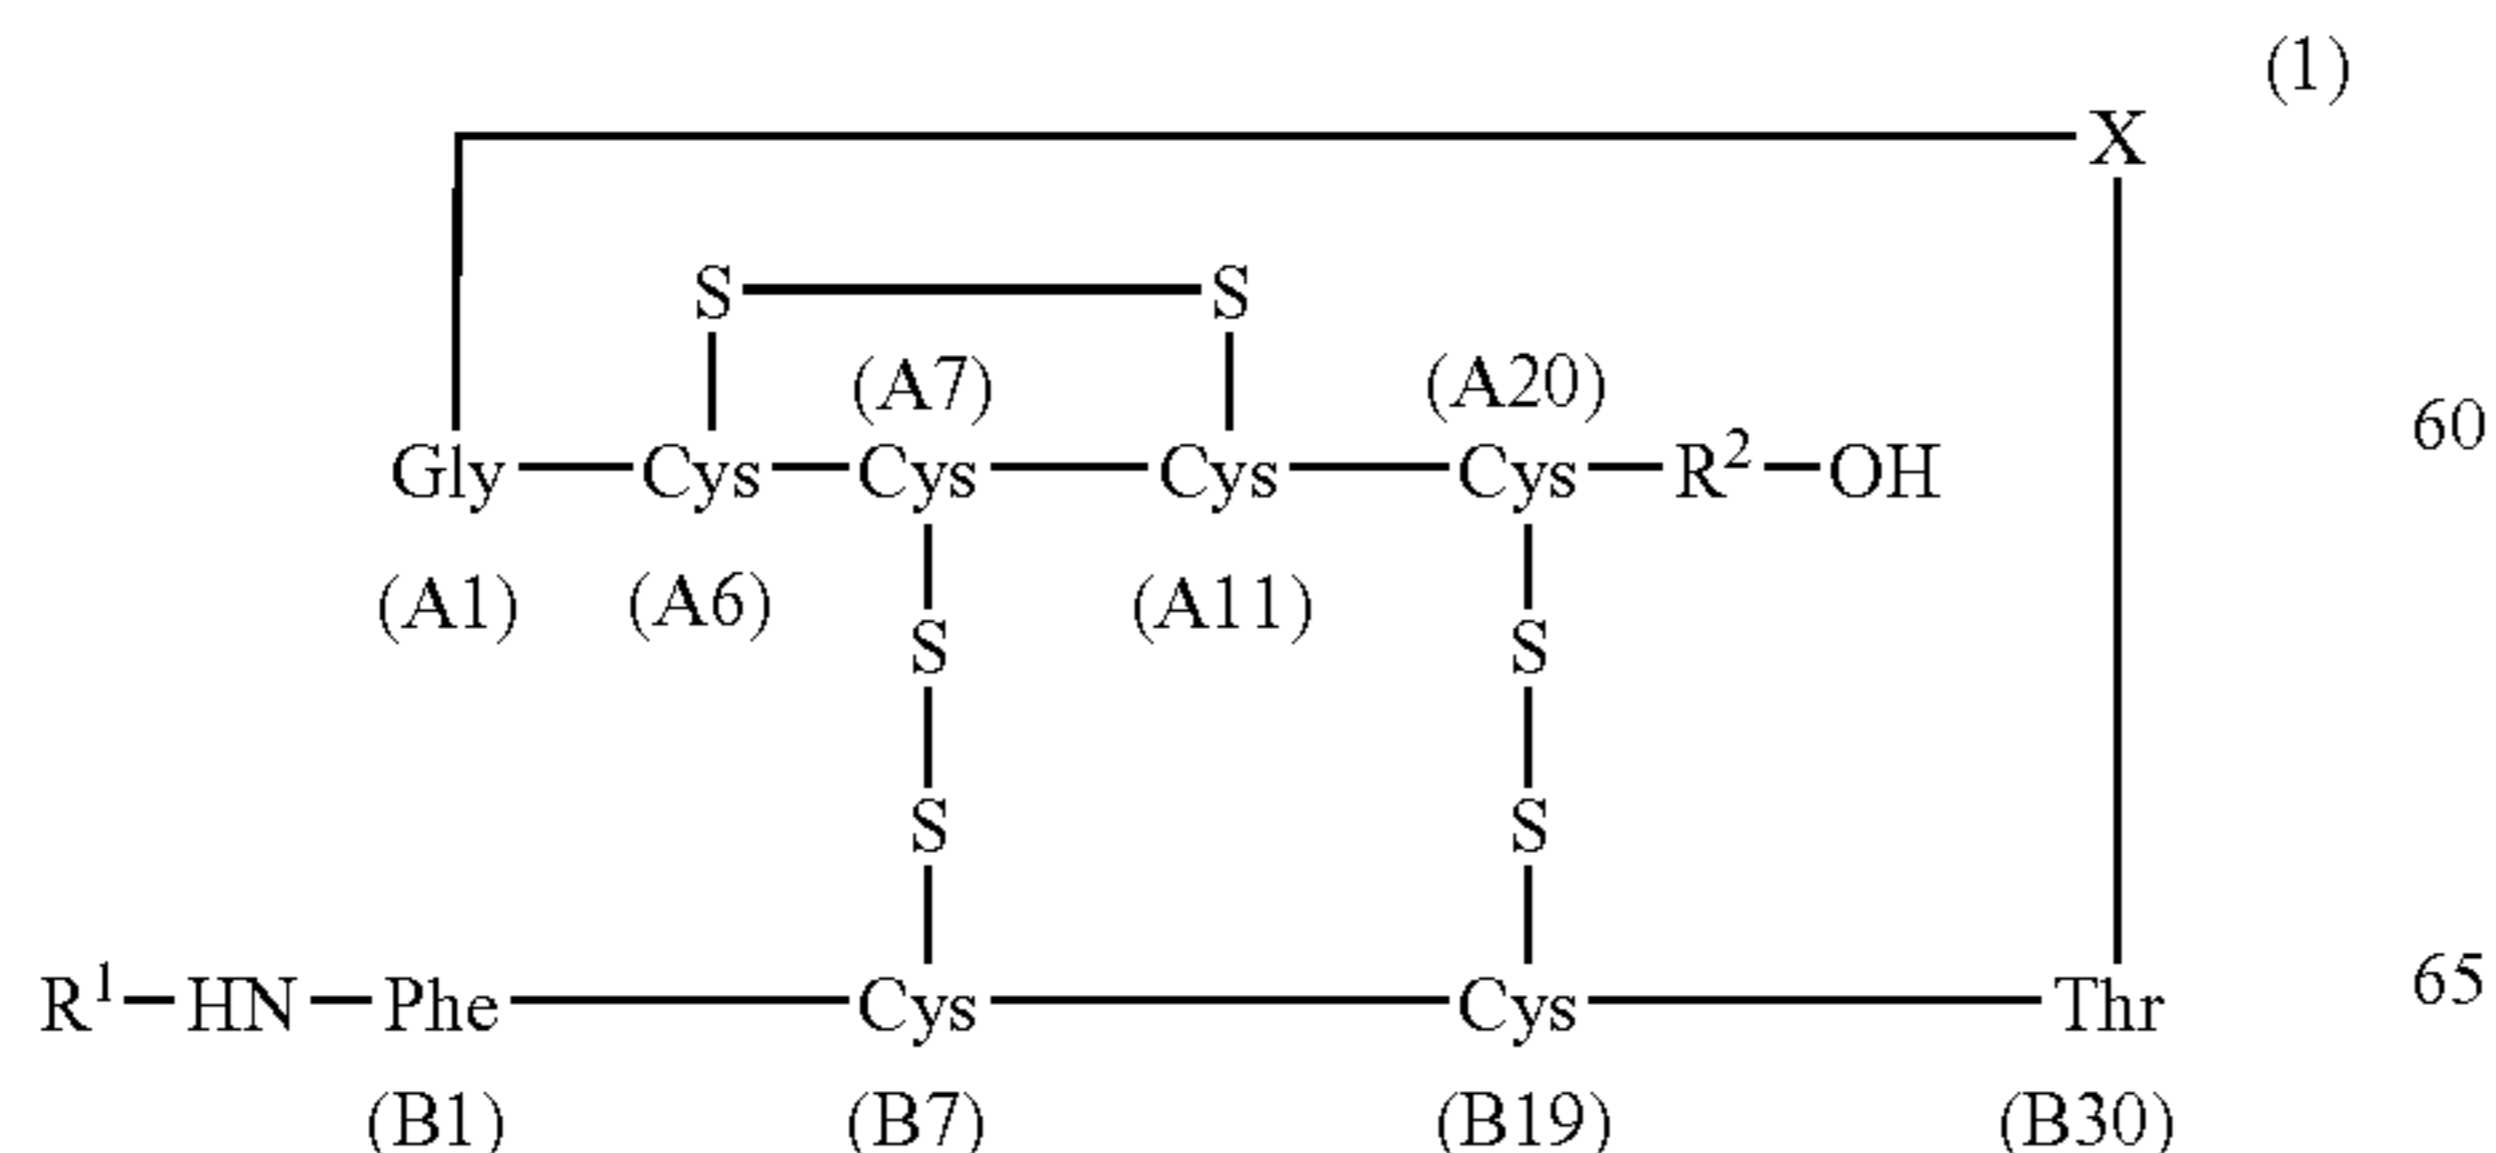 (1)
X
S S
(A7) (A20)
60
Gly Cys Cys Cys Cys R² OH
(A1) (A6) (A11)
S S
S S
R¹ HN Phe Cys Cys Thr 65
(B1) (B7) (B19) (B30)